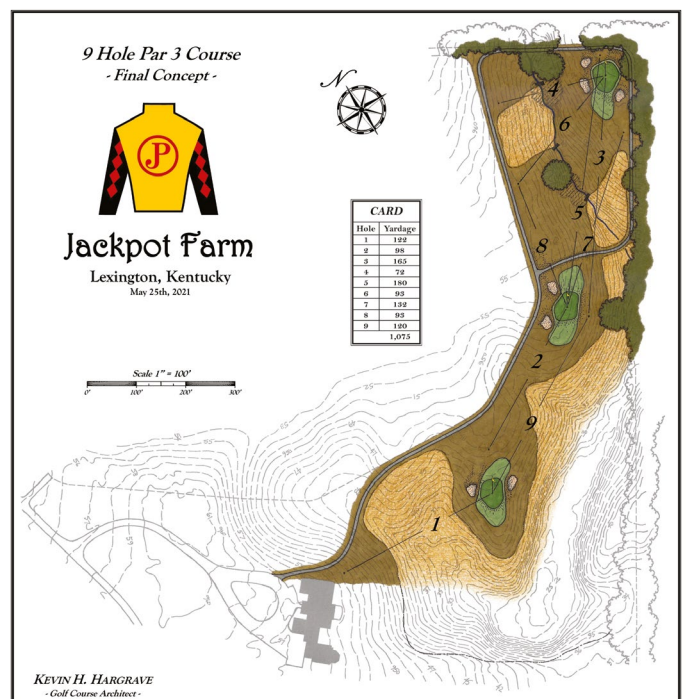 9 Hole Par 3 Course
- Final Concept -
N
JP
Jackpot Farm
Lexington, Kentucky
May 25th, 2021
CARD
Hole Yardage
1 122
2 98
3 165
4 72
5 180
6 93
7 132
8 93
9 120
1,075
Scale 1" = 100'
0' 100' 200' 300'
4
6
3
5
8 7
2
9
1
KEVIN H. HARGRAVE
- Golf Course Architect -